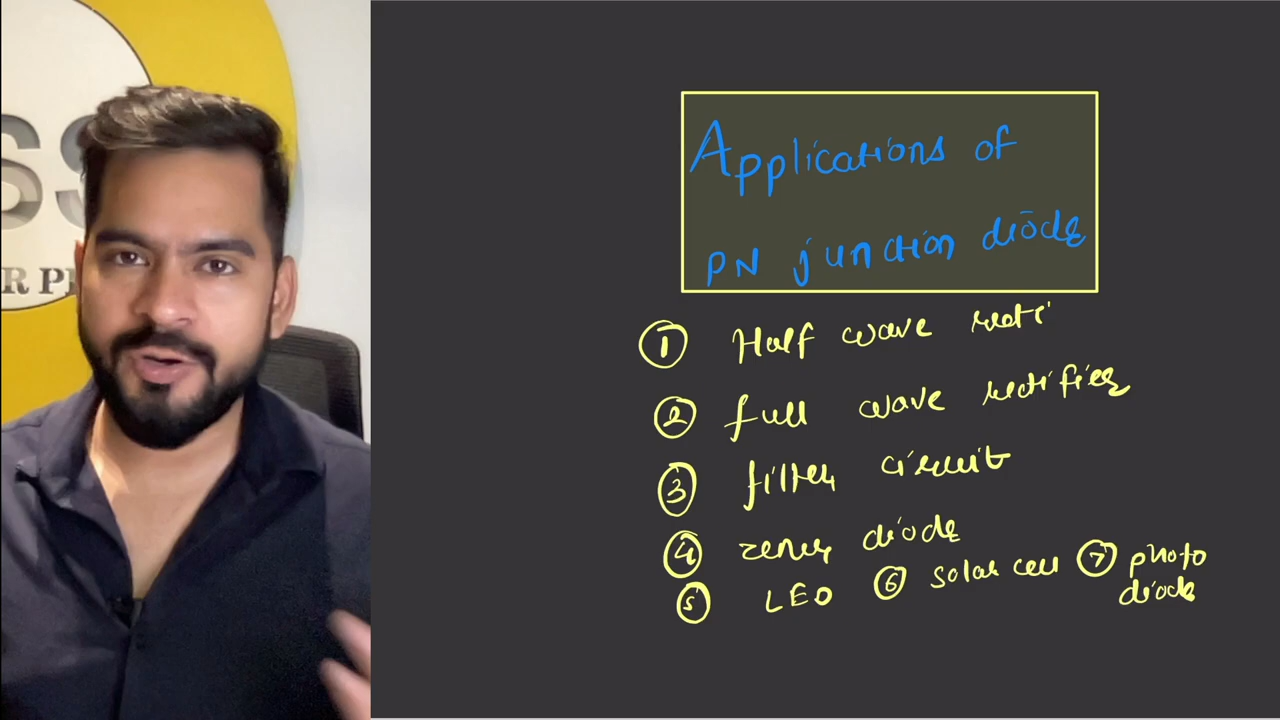 SS
R P
Applications of
PN junction diode
① Half wave recti
② full wave rectifier
③ filter circuit
④ zener diode
⑤ LED ⑥ solar cell ⑦ photo
diode